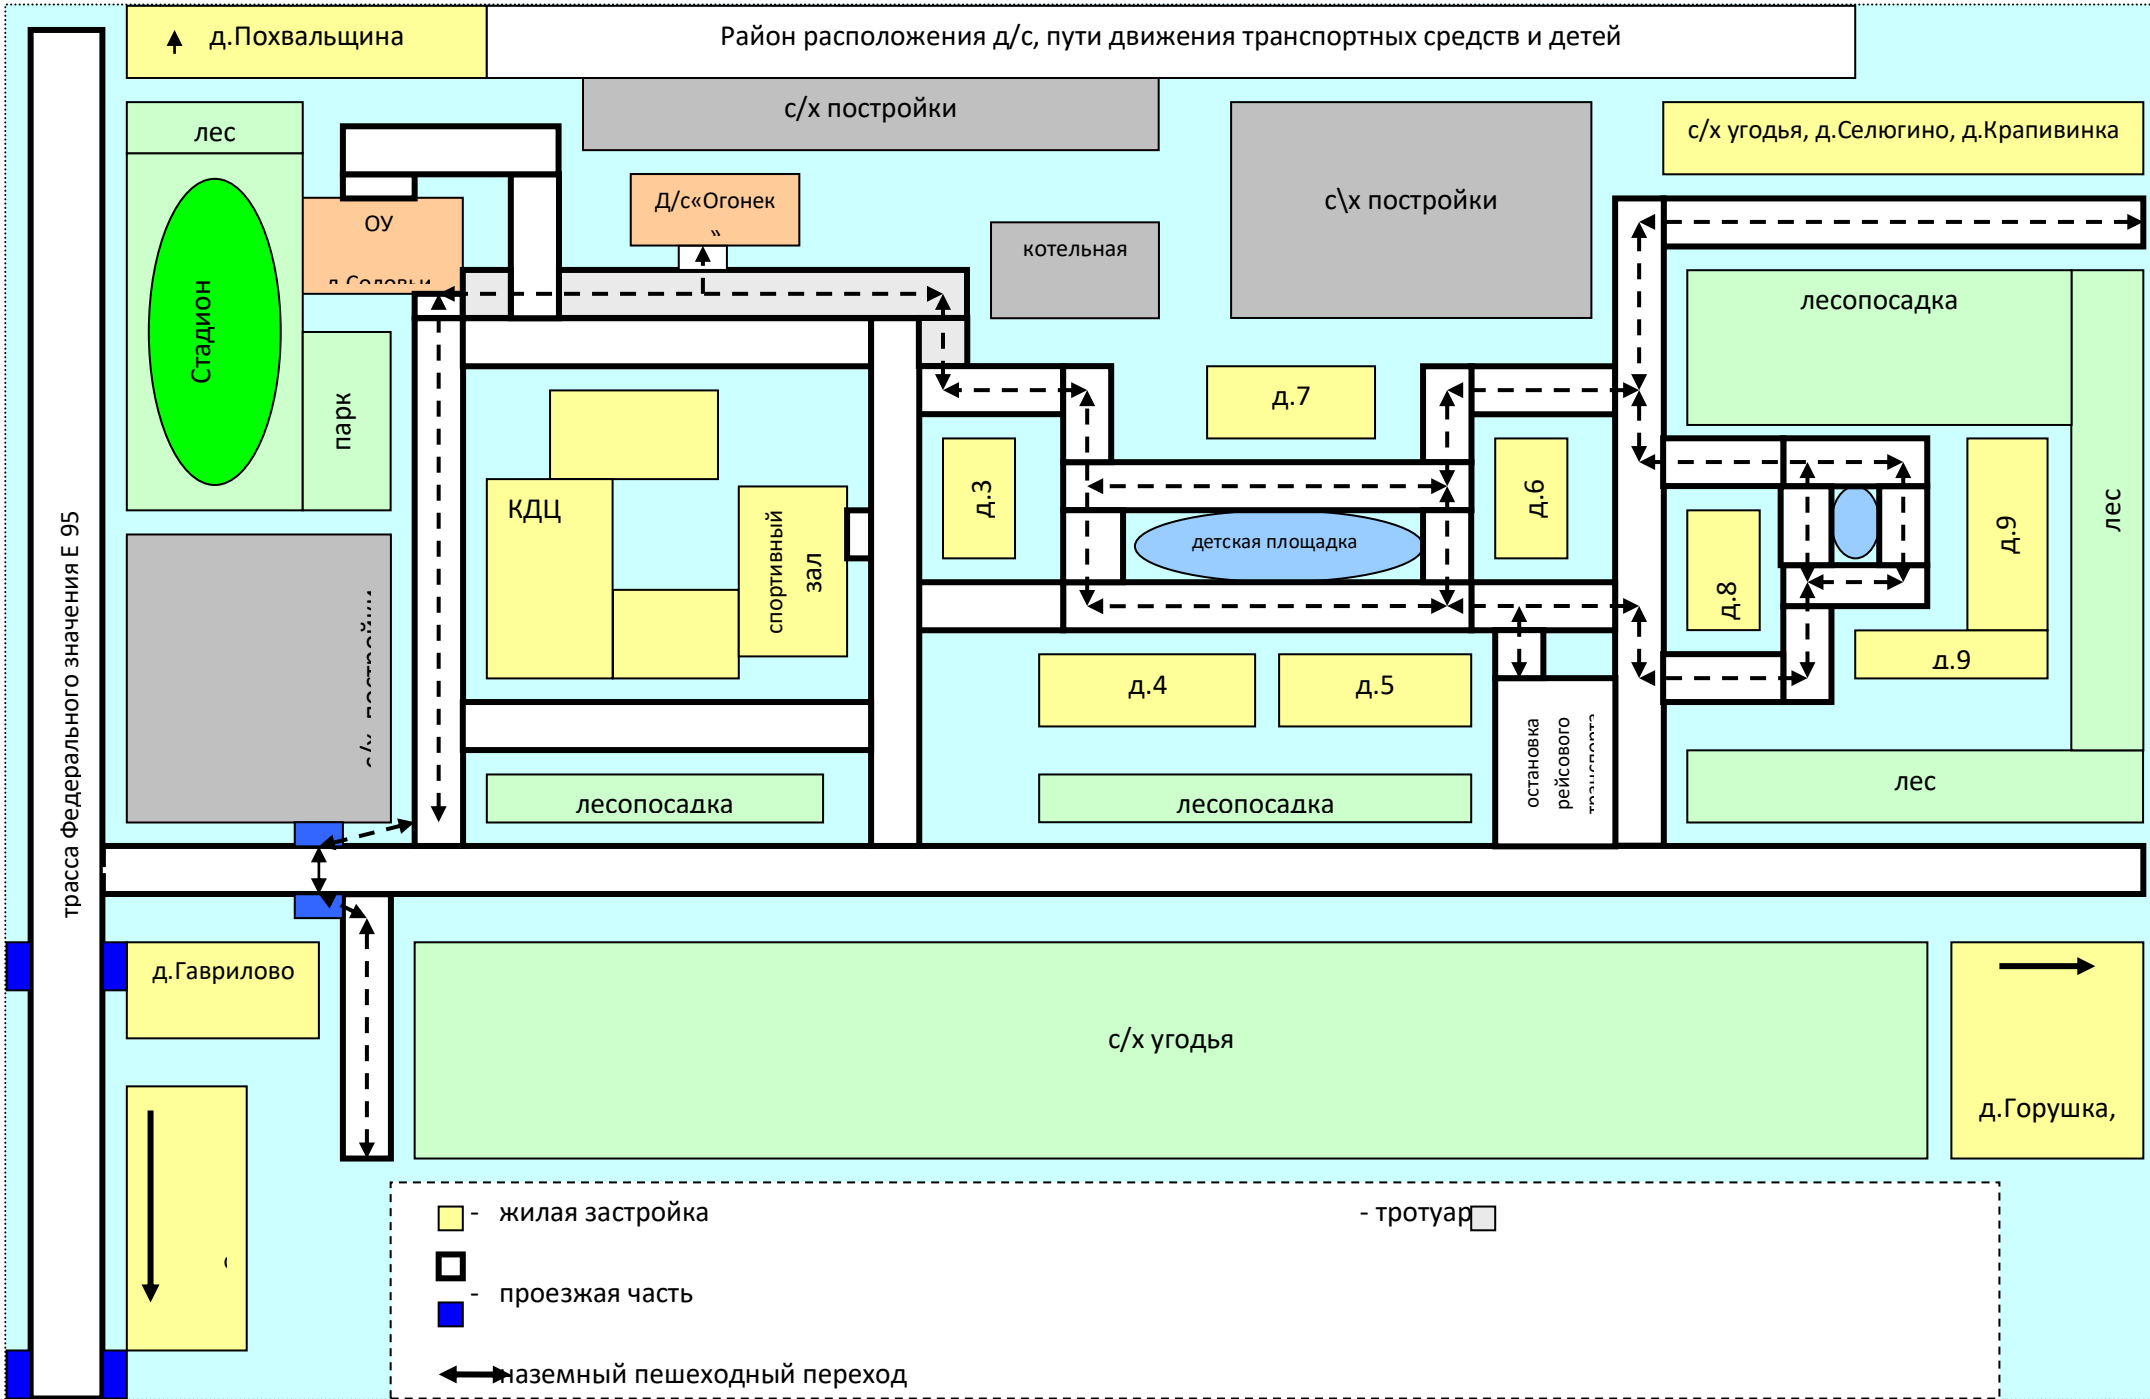 д.Похвальщина
Район расположения д/с, пути движения транспортных средств и детей
с/х постройки
лес
с/х угодья, д.Селюгино, д.Крапивинка
Д/с«Огонек
»
с\х постройки
ОУ
котельная
Стадион
лесопосадка
парк
д.7
КДЦ
д.3
д.6
лес
д.9
спортивный
зал
детская площадка
д.8
трасса Федерального значения Е 95
д.9
д.4
д.5
остановка
рейсового
транспорта
с/х постройки
лесопосадка
лесопосадка
лес
д.Гаврилово
с/х угодья
д.Горушка,
- жилая застройка
- тротуар
- проезжая часть
наземный пешеходный переход